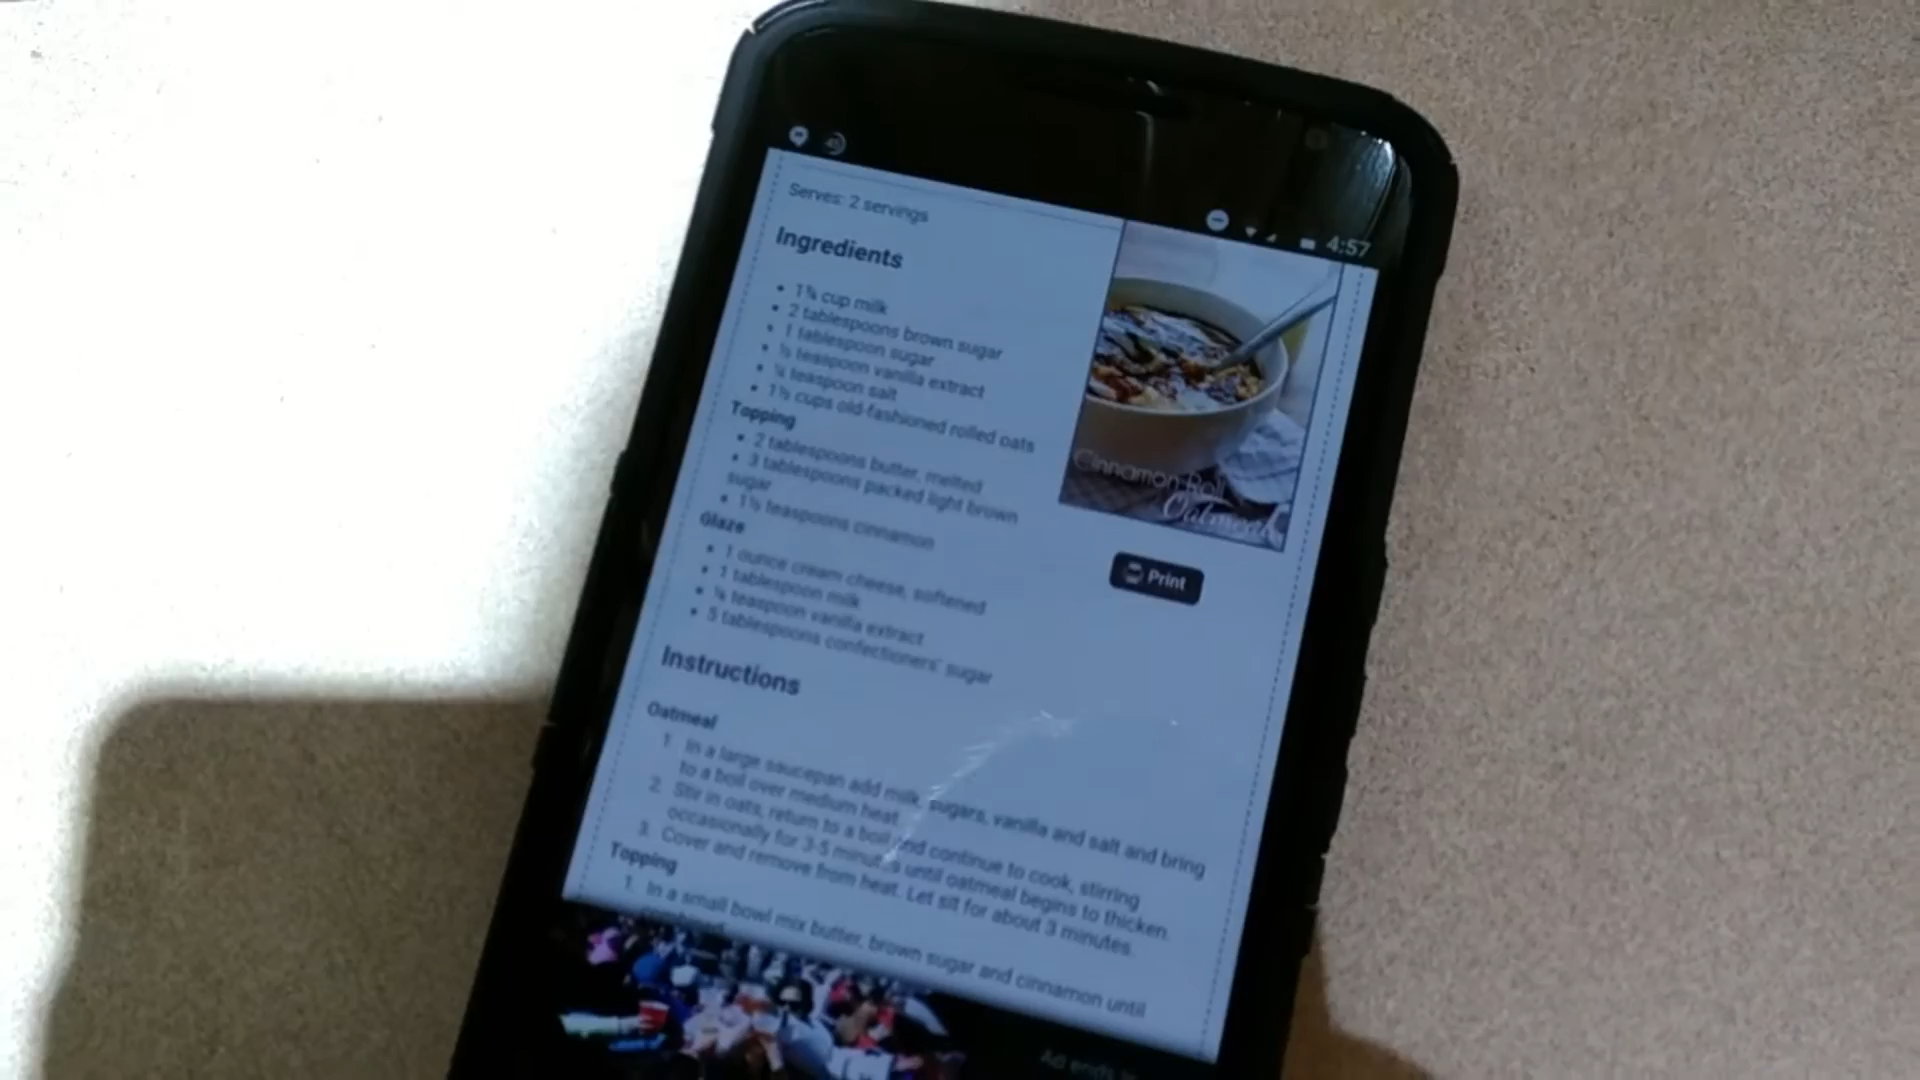 4:57
Serves: 2 servings
Ingredients
• 1¾ cup milk
• 2 tablespoons brown sugar
• 1 tablespoon sugar
• ½ teaspoon vanilla extract
• ¼ teaspoon salt
• 1½ cups old-fashioned rolled oats
Topping
• 2 tablespoons butter, melted
• 3 tablespoons packed light brown
sugar
• 1½ teaspoons cinnamon
Glaze
• 1 ounce cream cheese, softened
• 1 tablespoon milk
• ¼ teaspoon vanilla extract
• 5 tablespoons confectioners' sugar
Cinnamon Roll
Oatmeal
Print
Instructions
Oatmeal
1. In a large saucepan add milk, sugars, vanilla and salt and bring
to a boil over medium heat.
2. Stir in oats, return to a boil and continue to cook, stirring
occasionally for 3-5 minutes until oatmeal begins to thicken.
3. Cover and remove from heat. Let sit for about 3 minutes.
Topping
1. In a small bowl mix butter, brown sugar and cinnamon until
combined
Ad ends in